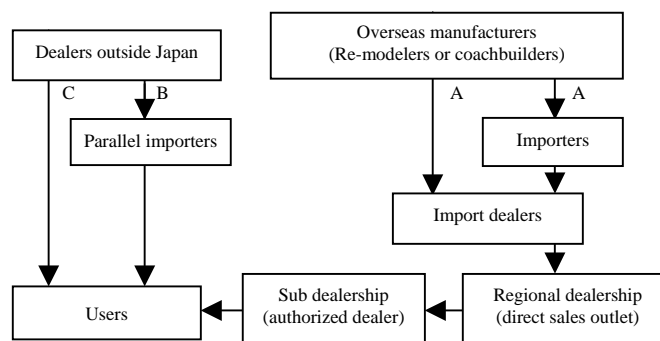 Overseas manufacturers
(Re-modelers or coachbuilders)
Dealers outside Japan
C
B
A
A
Parallel importers
Importers
Import dealers
Users
Sub dealership
(authorized dealer)
Regional dealership
(direct sales outlet)